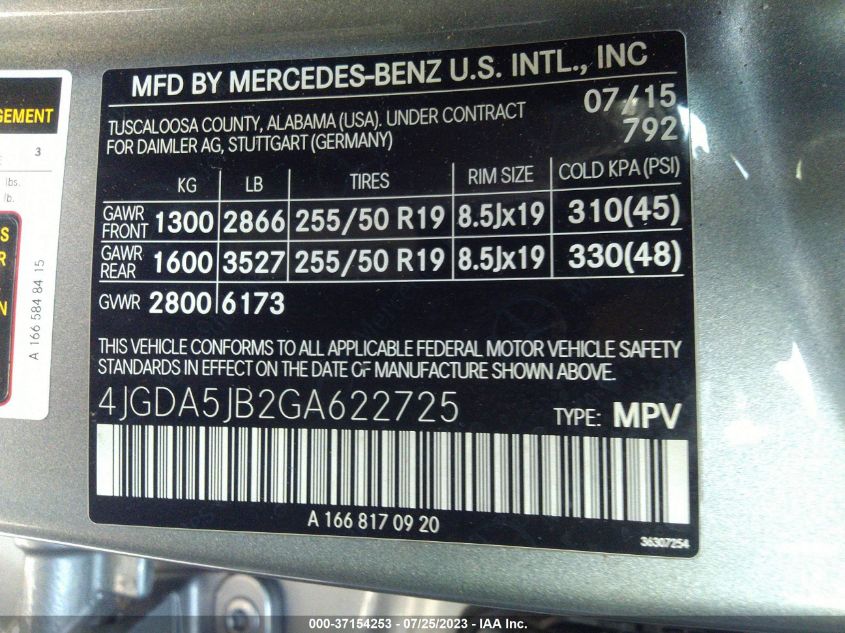 MFD BY MERCEDES-BENZ U.S. INTL., INC
07/15
TUSCALOOSA COUNTY, ALABAMA (USA). UNDER CONTRACT
FOR DAIMLER AG, STUTTGART (GERMANY)
792
KG LB TIRES RIM SIZE COLD KPA (PSI)
GAWR FRONT 1300 2866 255/50 R19 8.5Jx19 310(45)
GAWR REAR 1600 3527 255/50 R19 8.5Jx19 330(48)
GVWR 2800 6173
THIS VEHICLE CONFORMS TO ALL APPLICABLE FEDERAL MOTOR VEHICLE SAFETY
STANDARDS IN EFFECT ON THE DATE OF MANUFACTURE SHOWN ABOVE.
4JGDA5JB2GA622725 TYPE: MPV
A 166 817 09 20
36307254
3
lbs.
lb.
A 166 584 84 15
000-37154253 - 07/25/2023 - IAA Inc.